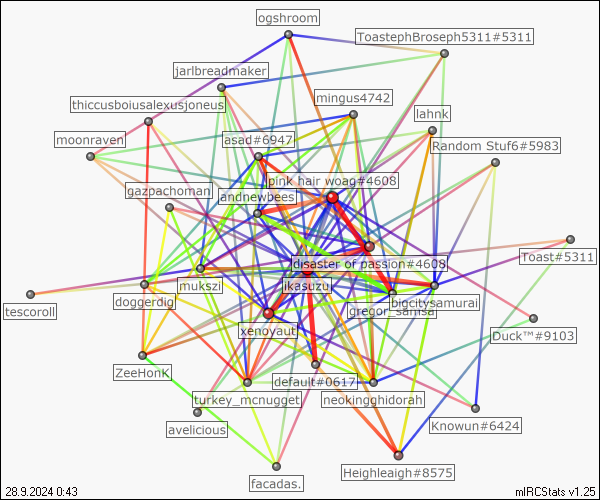 ogshroom
ToastephBroseph5311#5311
jarlbreadmaker
mingus4742
thiccusboiusalexusjoneus
lahnk
moonraven
asad#6947
Random Stuf6#5983
pink hair woag#4608
gazpachoman
andnewbees
Toast#5311
disaster of passion#4608
mukszi
ikasuzu
tescoroll
doggerdig
bigcitysamurai
gregor_samsa
xenoyaut
Duck™#9103
ZeeHonK
default#0617
turkey_mcnugget
neokingghidorah
Knowun#6424
avelicious
Heighleaigh#8575
facadas.
28.9.2024 0:43
mIRCStats v1.25